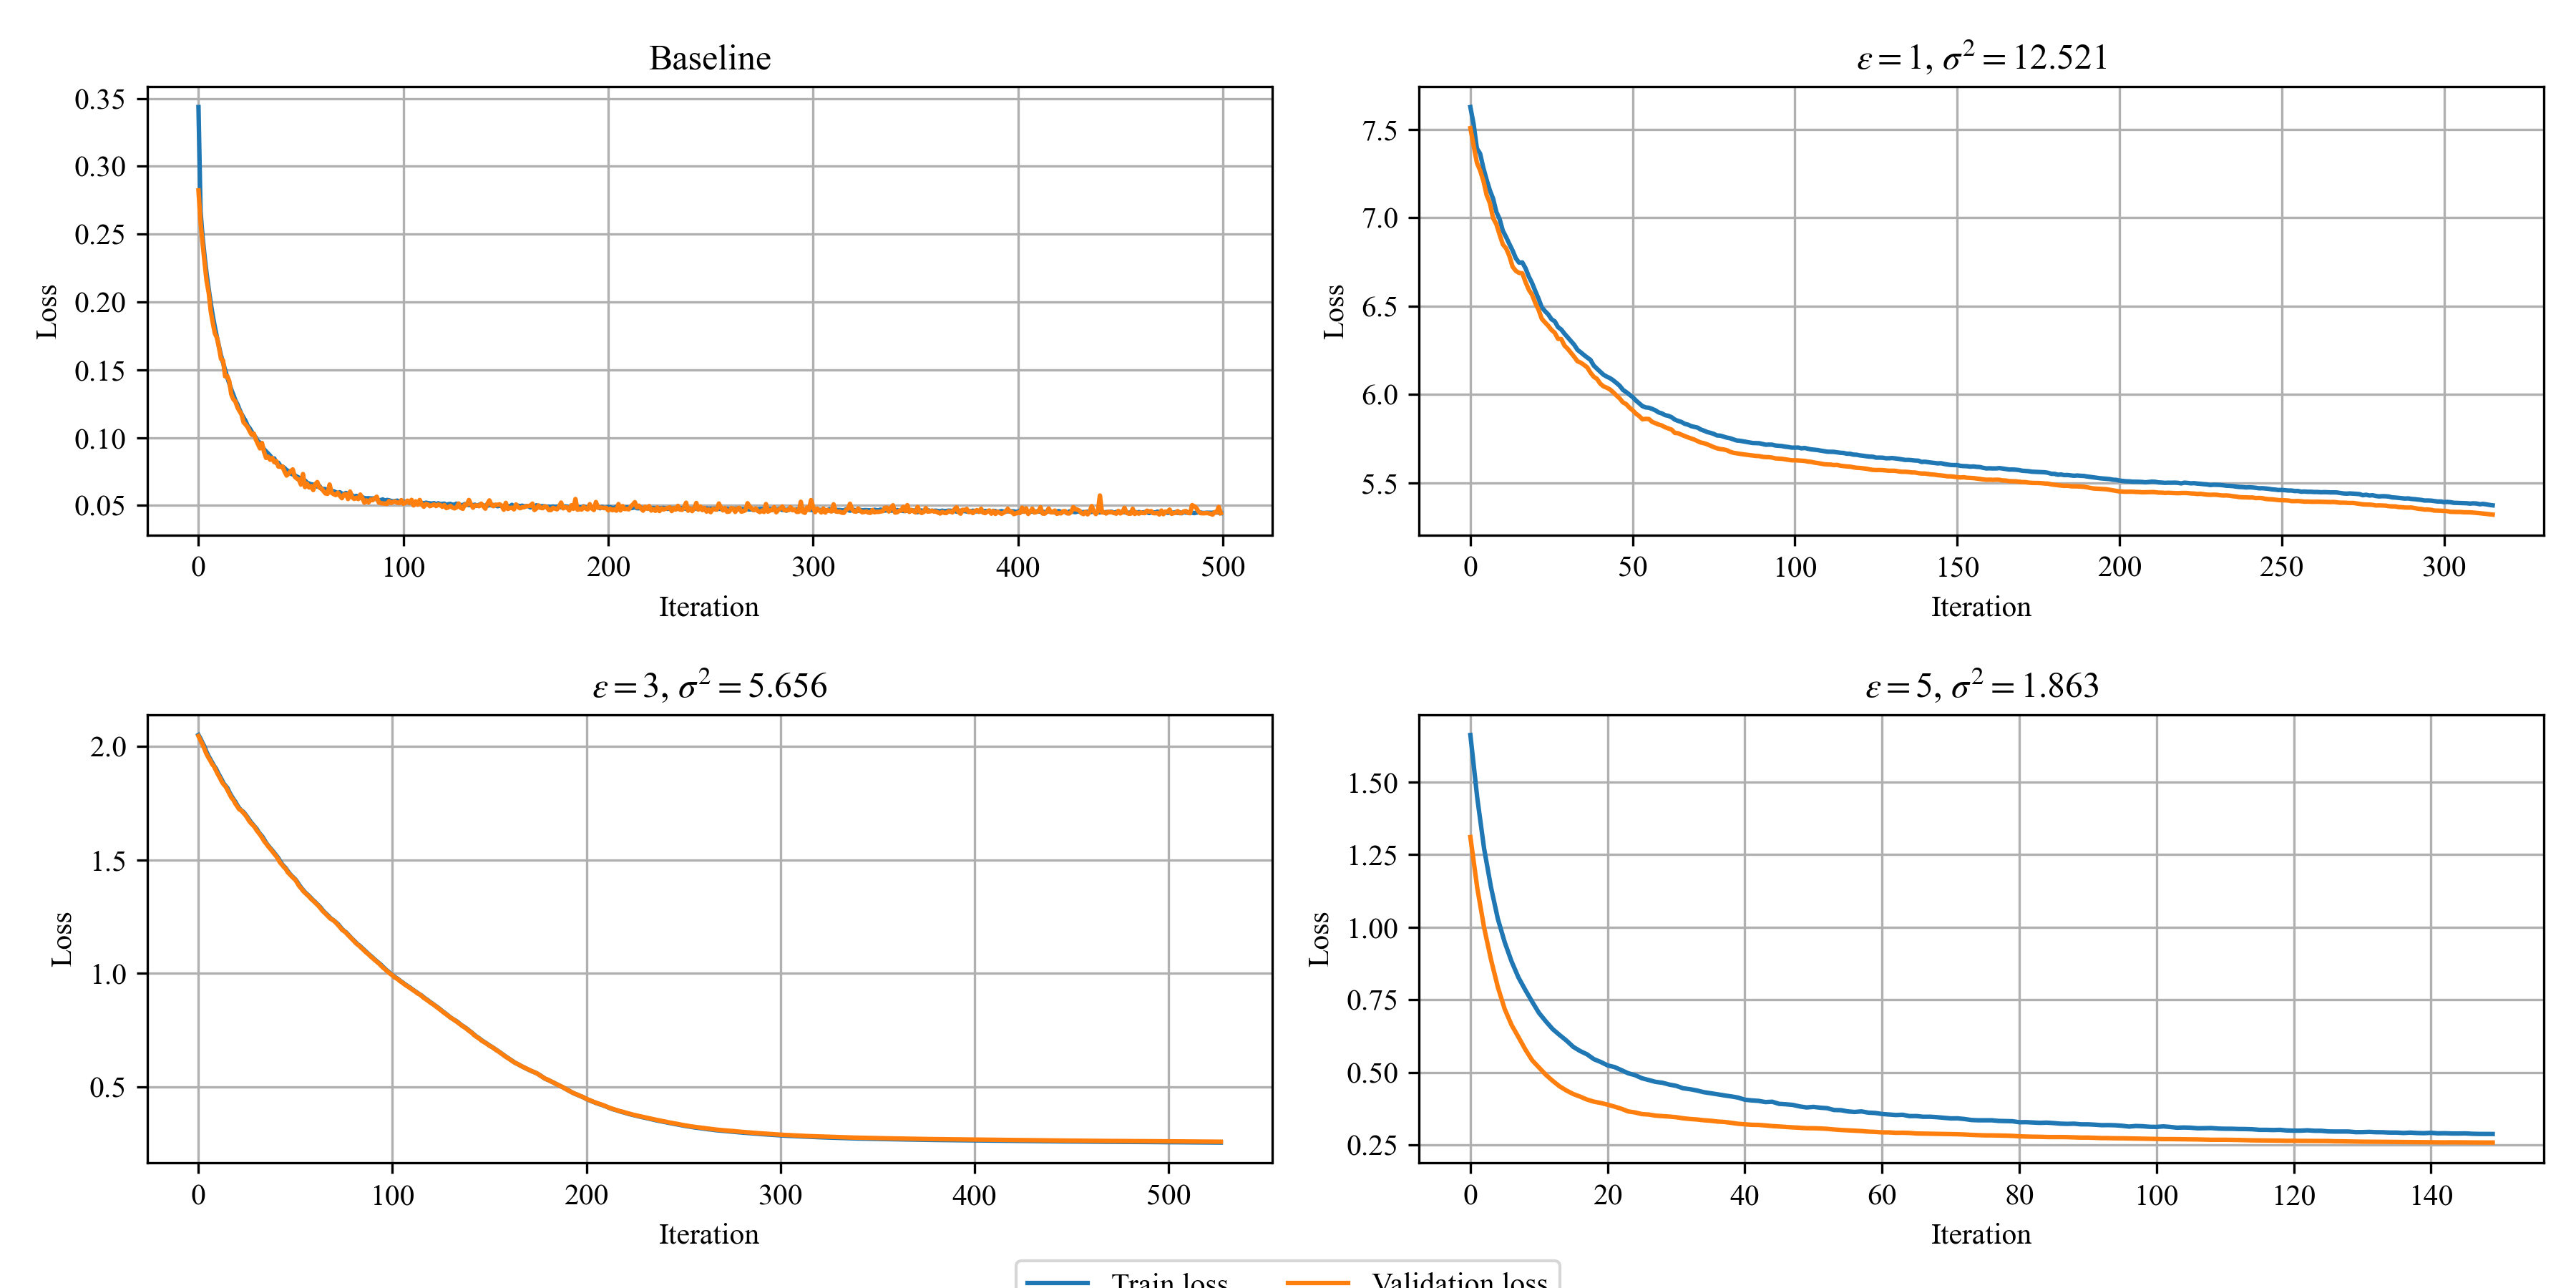 Baseline
0.35
0.30
0.25
0.20
0.15
0.10
0.05
Loss
0 100 200 300 400 500
Iteration
ε = 1, σ² = 12.521
7.5
7.0
6.5
6.0
5.5
Loss
0 50 100 150 200 250 300
Iteration
ε = 3, σ² = 5.656
2.0
1.5
1.0
0.5
Loss
0 100 200 300 400 500
Iteration
ε = 5, σ² = 1.863
1.50
1.25
1.00
0.75
0.50
0.25
Loss
0 20 40 60 80 100 120 140
Iteration
Train loss Validation loss